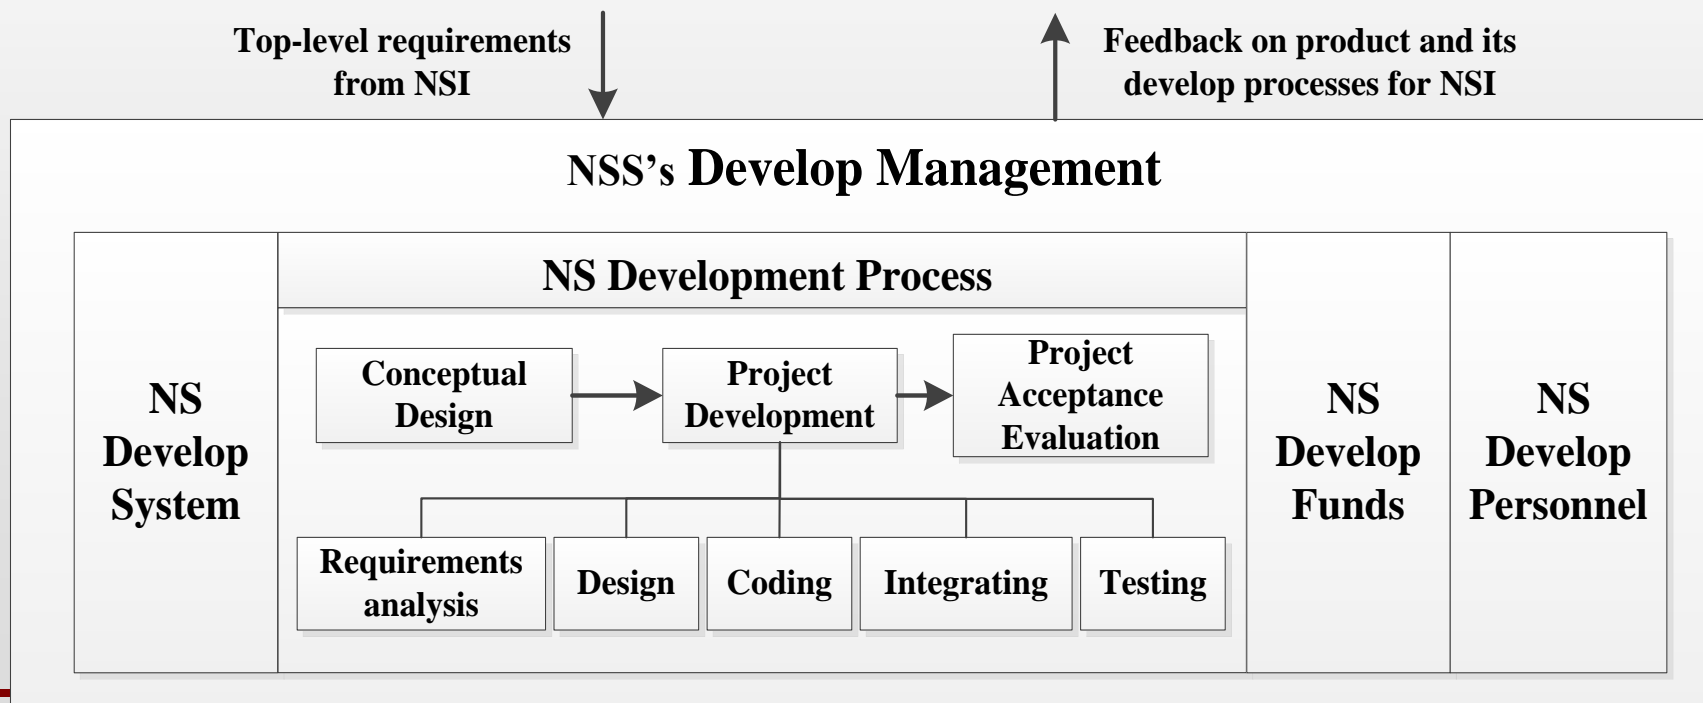 Top-level requirements
from NSI
Feedback on product and its
develop processes for NSI
NSS’s Develop Management
NS
Develop
System
NS Development Process
Conceptual
Design
Project
Development
Project
Acceptance
Evaluation
Requirements
analysis
Design
Coding
Integrating
Testing
NS
Develop
Funds
NS
Develop
Personnel